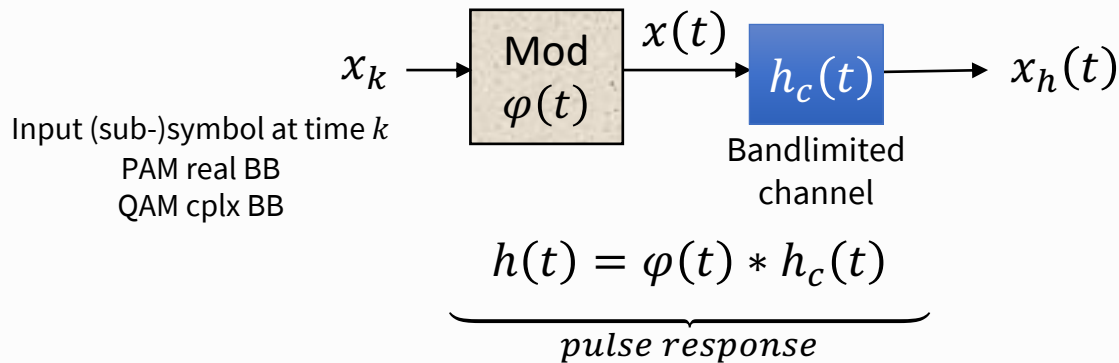 x_k
Mod
φ(t)
x(t)
h_c(t)
x_h(t)
Input (sub-)symbol at time k
PAM real BB
QAM cplx BB
Bandlimited
channel
h(t) = φ(t) ∗ h_c(t)
pulse response